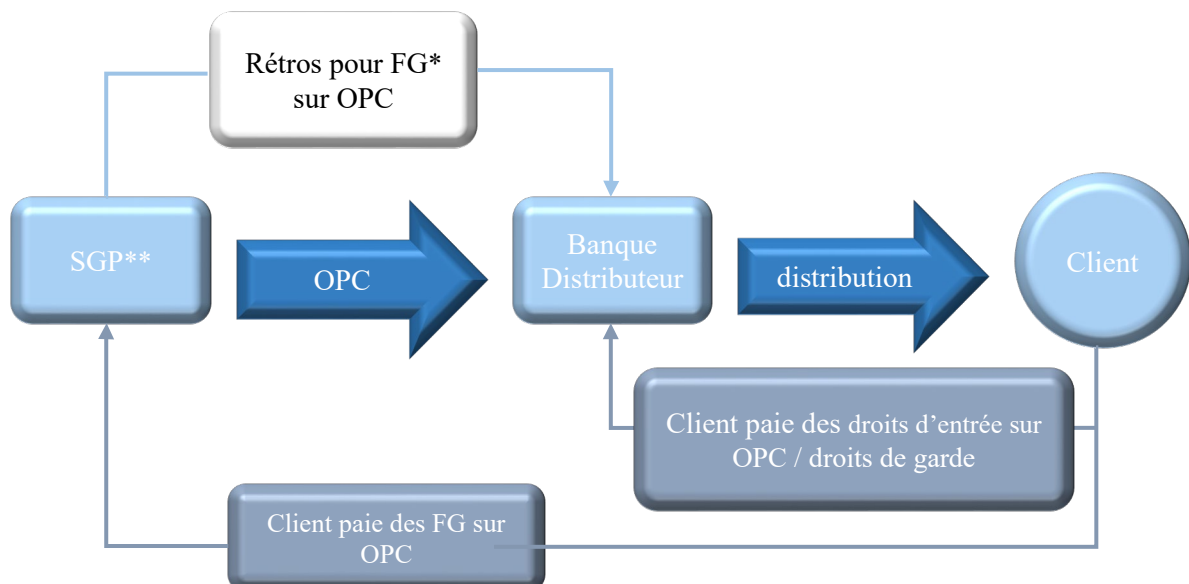 Rétros pour FG*
sur OPC
SGP**
OPC
Banque
Distributeur
distribution
Client
Client paie des droits d’entrée sur
OPC / droits de garde
Client paie des FG sur
OPC